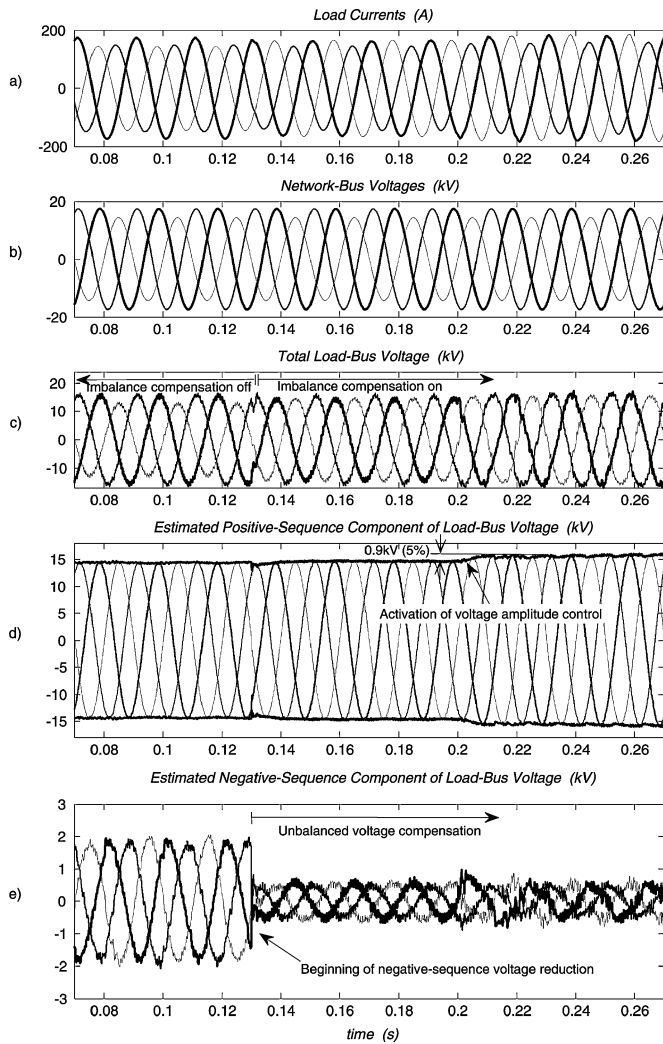 Load Currents (A)
a)
200
0
-200
0.08 0.1 0.12 0.14 0.16 0.18 0.2 0.22 0.24 0.26
Network-Bus Voltages (kV)
b)
20
0
-20
0.08 0.1 0.12 0.14 0.16 0.18 0.2 0.22 0.24 0.26
Total Load-Bus Voltage (kV)
c)
20
10
0
-10
Imbalance compensation off
Imbalance compensation on
0.08 0.1 0.12 0.14 0.16 0.18 0.2 0.22 0.24 0.26
Estimated Positive-Sequence Component of Load-Bus Voltage (kV)
d)
15
10
5
0
-5
-10
-15
0.9kV (5%)
Activation of voltage amplitude control
0.08 0.1 0.12 0.14 0.16 0.18 0.2 0.22 0.24 0.26
Estimated Negative-Sequence Component of Load-Bus Voltage (kV)
e)
3
2
1
0
-1
-2
-3
Unbalanced voltage compensation
Beginning of negative-sequence voltage reduction
0.08 0.1 0.12 0.14 0.16 0.18 0.2 0.22 0.24 0.26
time (s)